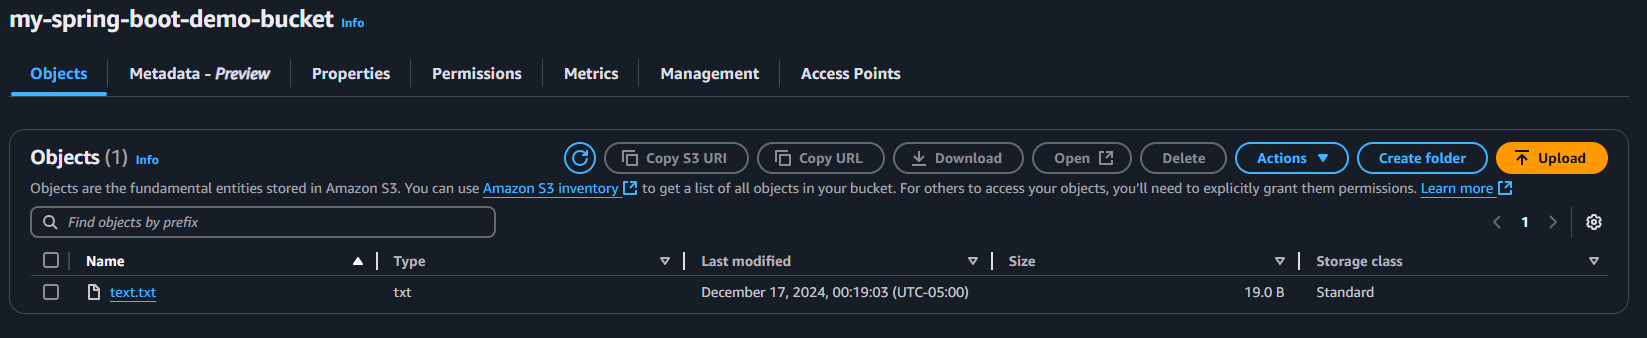 my-spring-boot-demo-bucket Info
Objects Metadata - Preview Properties Permissions Metrics Management Access Points
Objects (1) Info Copy S3 URI Copy URL Download Open Delete Actions Create folder Upload
Objects are the fundamental entities stored in Amazon S3. You can use Amazon S3 inventory to get a list of all objects in your bucket. For others to access your objects, you’ll need to explicitly grant them permissions. Learn more
Find objects by prefix 1
Name Type Last modified Size Storage class
text.txt txt December 17, 2024, 00:19:03 (UTC-05:00) 19.0 B Standard